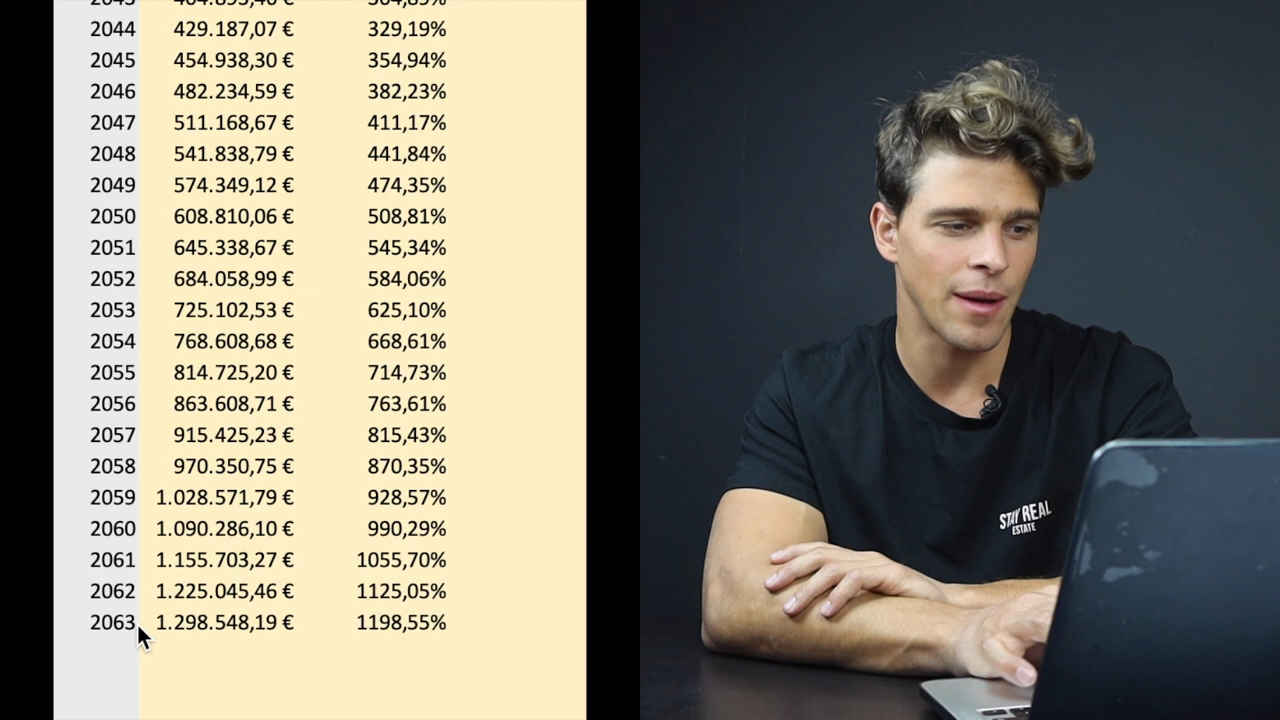 2044 429.187,07 € 329,19%
2045 454.938,30 € 354,94%
2046 482.234,59 € 382,23%
2047 511.168,67 € 411,17%
2048 541.838,79 € 441,84%
2049 574.349,12 € 474,35%
2050 608.810,06 € 508,81%
2051 645.338,67 € 545,34%
2052 684.058,99 € 584,06%
2053 725.102,53 € 625,10%
2054 768.608,68 € 668,61%
2055 814.725,20 € 714,73%
2056 863.608,71 € 763,61%
2057 915.425,23 € 815,43%
2058 970.350,75 € 870,35%
2059 1.028.571,79 € 928,57%
2060 1.090.286,10 € 990,29%
2061 1.155.703,27 € 1055,70%
2062 1.225.045,46 € 1125,05%
2063 1.298.548,19 € 1198,55%
STAY REAL
ESTATE